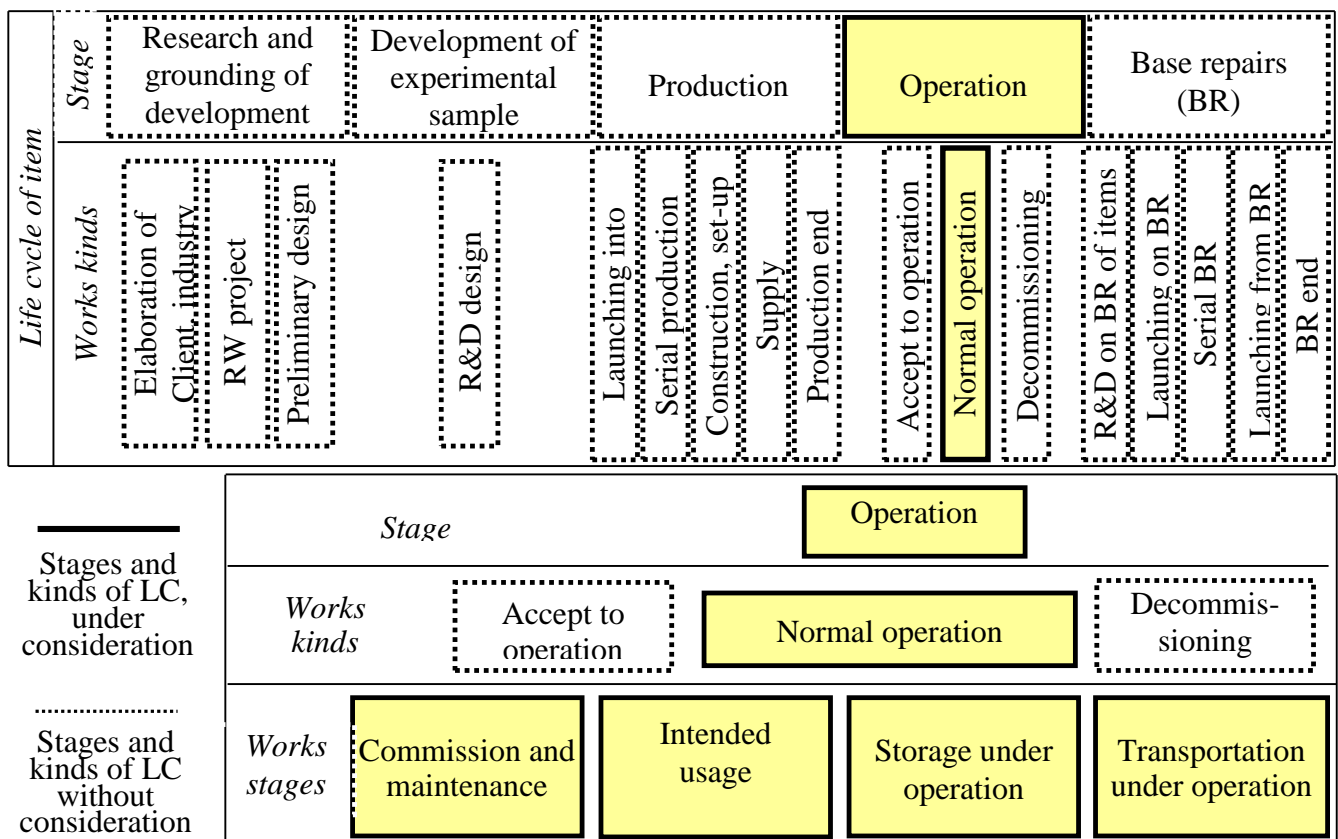 Life cycle of item
Stage
Research and
grounding of
development
Development of
experimental
sample
Production
Operation
Base repairs
(BR)
Works kinds
Elaboration of
Client, industry
RW project
Preliminary design
R&D design
Launching into
Serial production
Construction, set-up
Supply
Production end
Accept to operation
Normal operation
Decommissioning
R&D on BR of items
Launching on BR
Serial BR
Launching from BR
BR end
Stages and
kinds of LC,
under
consideration
Stages and
kinds of LC
without
consideration
Stage
Operation
Works
kinds
Accept to
operation
Normal operation
Decommis-
sioning
Works
stages
Commission and
maintenance
Intended
usage
Storage under
operation
Transportation
under operation